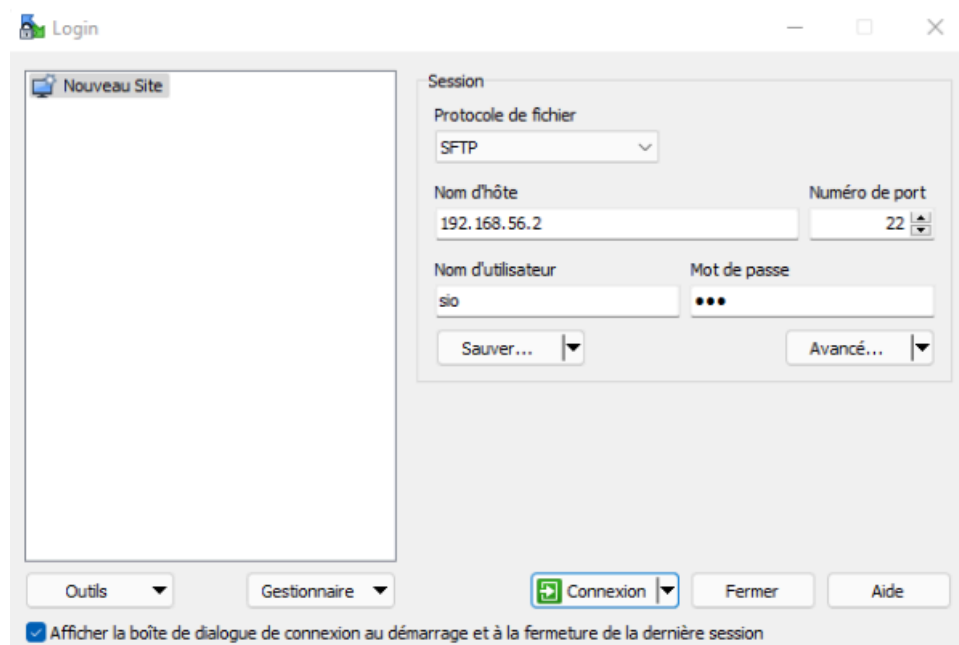 Login
Nouveau Site
Session
Protocole de fichier
SFTP
Nom d'hôte
Numéro de port
192.168.56.2
22
Nom d'utilisateur
Mot de passe
sio
•••
Sauver...
Avancé...
Outils
Gestionnaire
Connexion
Fermer
Aide
Afficher la boîte de dialogue de connexion au démarrage et à la fermeture de la dernière session